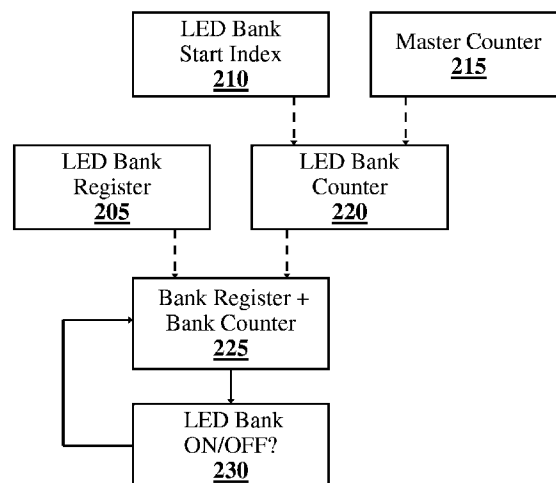 LED Bank
Start Index
210
Master Counter
215
LED Bank
Register
205
LED Bank
Counter
220
Bank Register +
Bank Counter
225
LED Bank
ON/OFF?
230